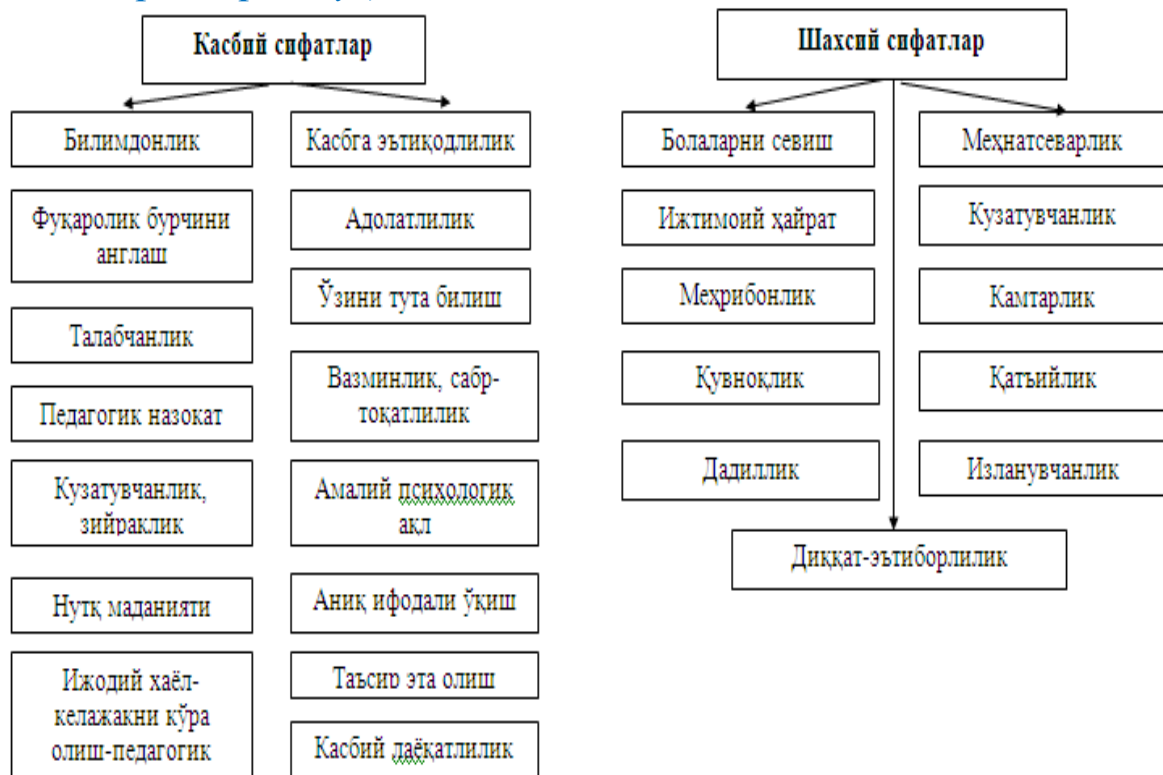 Касбий сифатлар
Билимдонлик
Фуқаролик бурчини
англаш
Талабчанлик
Педагогик назокат
Кузатувчанлик,
зийраклик
Нутқ маданияти
Ижодий хаёл-
келажакни кўра
олиш-педагогик
Касбга эътиқодлилик
Адолатлилик
Ўзини тута билиш
Вазминлик, сабр-
тоқатлилик
Амалий психологик
ақл
Аниқ ифодали ўқиш
Таъсир эта олиш
Касбий лаёқатлилик
Шахсий сифатлар
Болаларни севиш
Ижтимоий ҳайрат
Меҳрибонлик
Қувноқлик
Дадиллик
Меҳнатсеварлик
Кузатувчанлик
Камтарлик
Қатъийлик
Изланувчанлик
Диққат-эътиборлилик